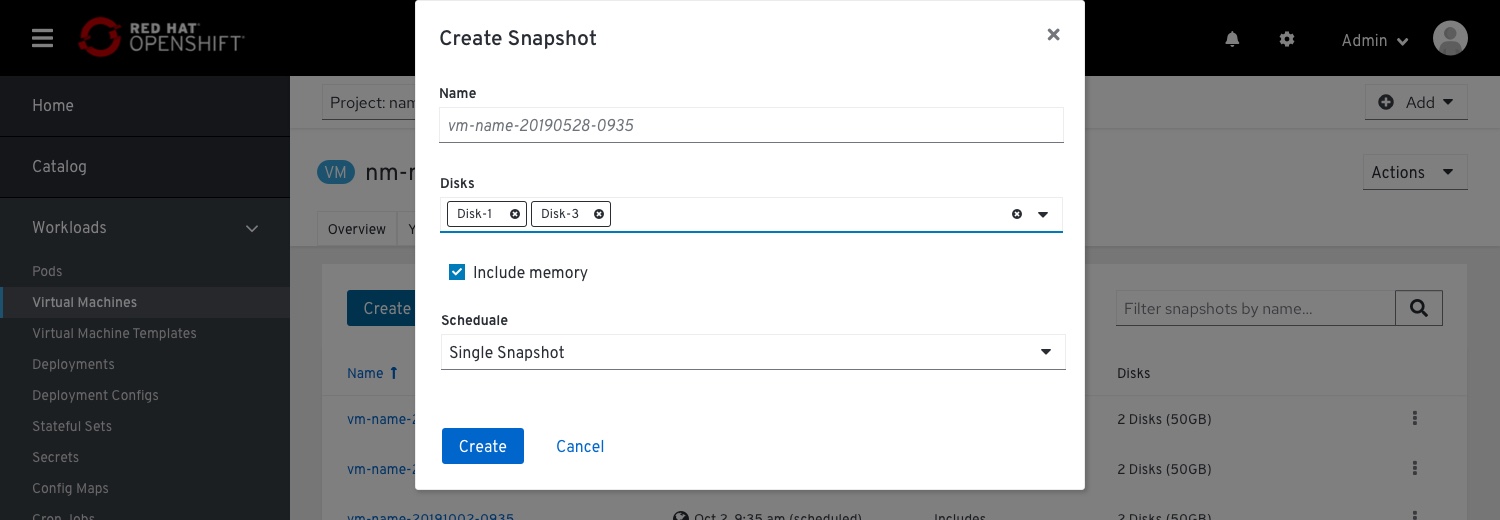 RED HAT
OPENSHIFT
Admin
Home
Catalog
Workloads
Pods
Virtual Machines
Virtual Machine Templates
Deployments
Deployment Configs
Stateful Sets
Secrets
Config Maps
Cron Jobs
Project: nam
Add
VM nm-
Actions
Overview
Create
Filter snapshots by name...
Name
Disks
vm-name-2
2 Disks (50GB)
vm-name-2
2 Disks (50GB)
vm-name-20191002-0935 Oct 2, 9:35 am (scheduled) Includes 2 Disks (50GB)
Create Snapshot
Name
vm-name-20190528-0935
Disks
Disk-1 Disk-3
Include memory
Scheduale
Single Snapshot
Create Cancel